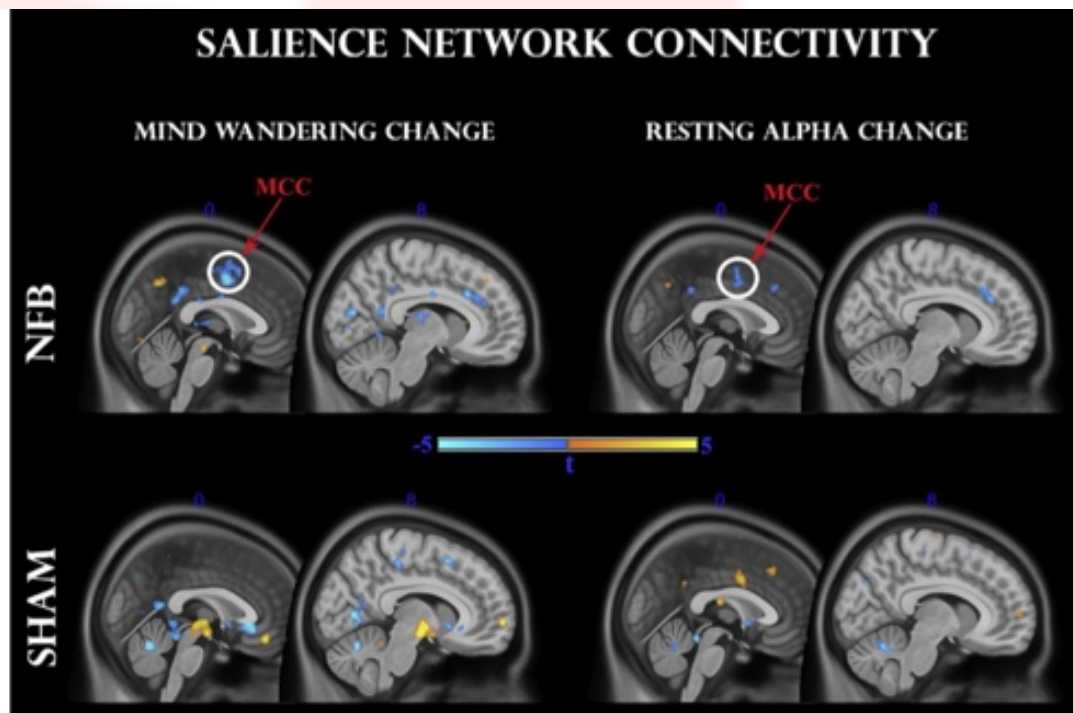 SALIENCE NETWORK CONNECTIVITY
MIND WANDERING CHANGE
RESTING ALPHA CHANGE
MCC
MCC
0
8
0
8
NFB
-5
5
t
0
8
0
8
SHAM